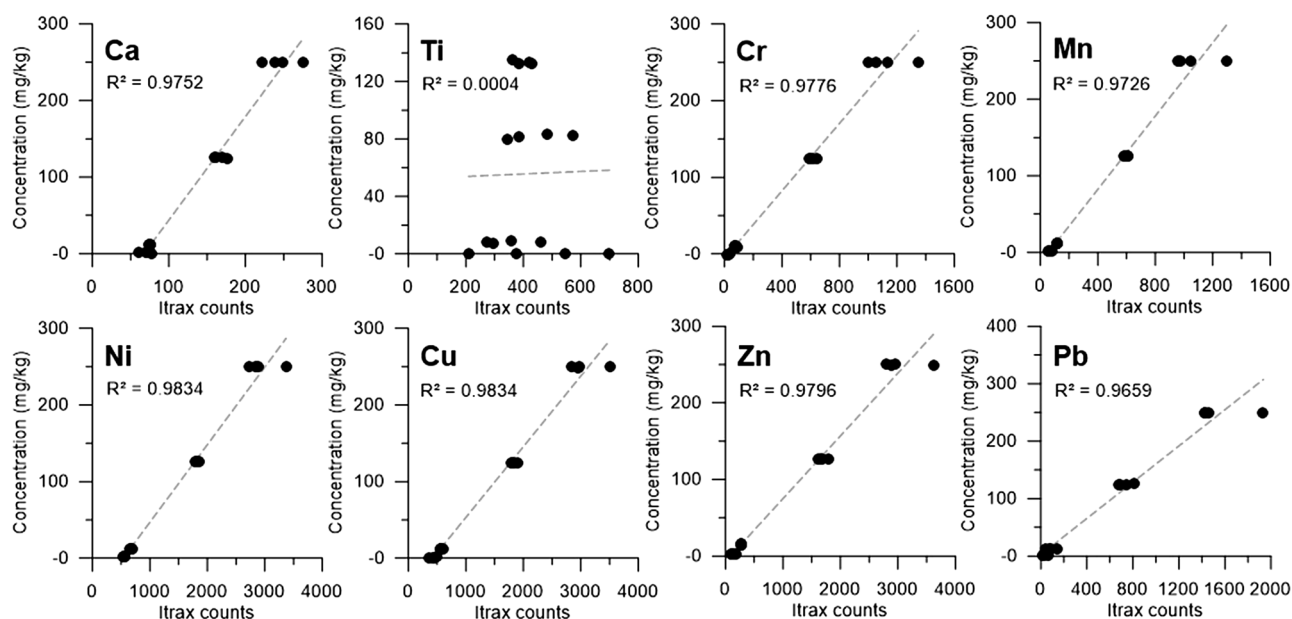 Ca
R² = 0.9752
Concentration (mg/kg)
300
200
100
-0
0 100 200 300
Itrax counts
Ti
R² = 0.0004
Concentration (mg/kg)
160
120
80
40
-0
0 200 400 600 800
Itrax counts
Cr
R² = 0.9776
Concentration (mg/kg)
300
200
100
-0
0 400 800 1200 1600
Itrax counts
Mn
R² = 0.9726
Concentration (mg/kg)
300
200
100
-0
0 400 800 1200 1600
Itrax counts
Ni
R² = 0.9834
Concentration (mg/kg)
300
200
100
-0
0 1000 2000 3000 4000
Itrax counts
Cu
R² = 0.9834
Concentration (mg/kg)
300
200
100
-0
0 1000 2000 3000 4000
Itrax counts
Zn
R² = 0.9796
Concentration (mg/kg)
300
200
100
-0
0 1000 2000 3000 4000
Itrax counts
Pb
R² = 0.9659
Concentration (mg/kg)
400
300
200
100
-0
0 400 800 1200 1600 2000
Itrax counts